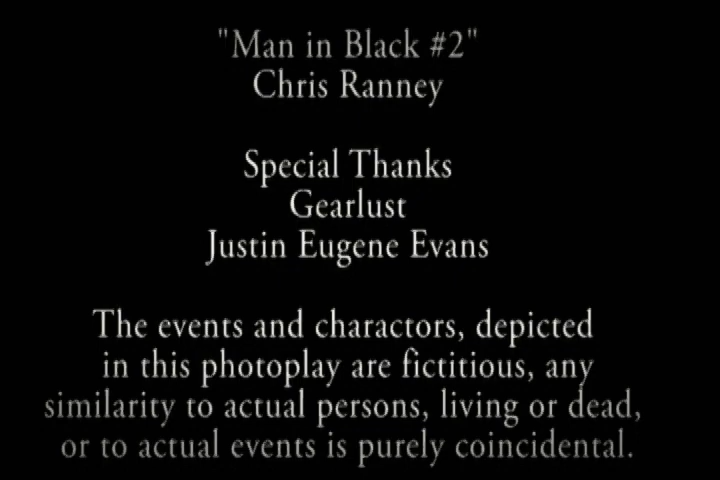 "Man in Black #2"
Chris Ranney
Special Thanks
Gearlust
Justin Eugene Evans
The events and charactors, depicted
in this photoplay are fictitious, any
similarity to actual persons, living or dead,
or to actual events is purely coincidental.